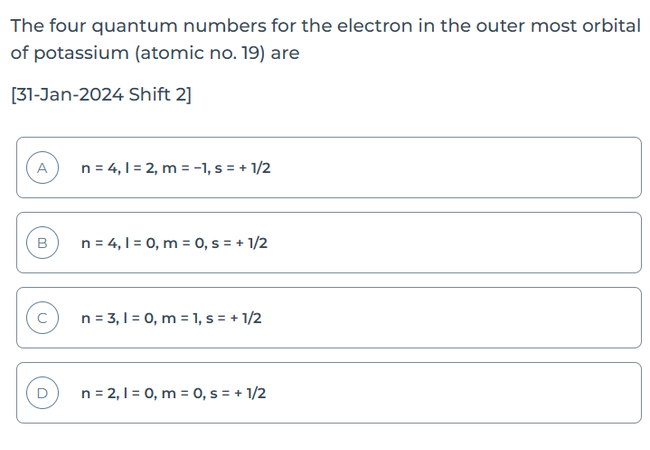 The four quantum numbers for the electron in the outer most orbital
of potassium (atomic no. 19) are
[31-Jan-2024 Shift 2]
A n = 4, l = 2, m = −1, s = + 1/2
B n = 4, l = 0, m = 0, s = + 1/2
C n = 3, l = 0, m = 1, s = + 1/2
D n = 2, l = 0, m = 0, s = + 1/2